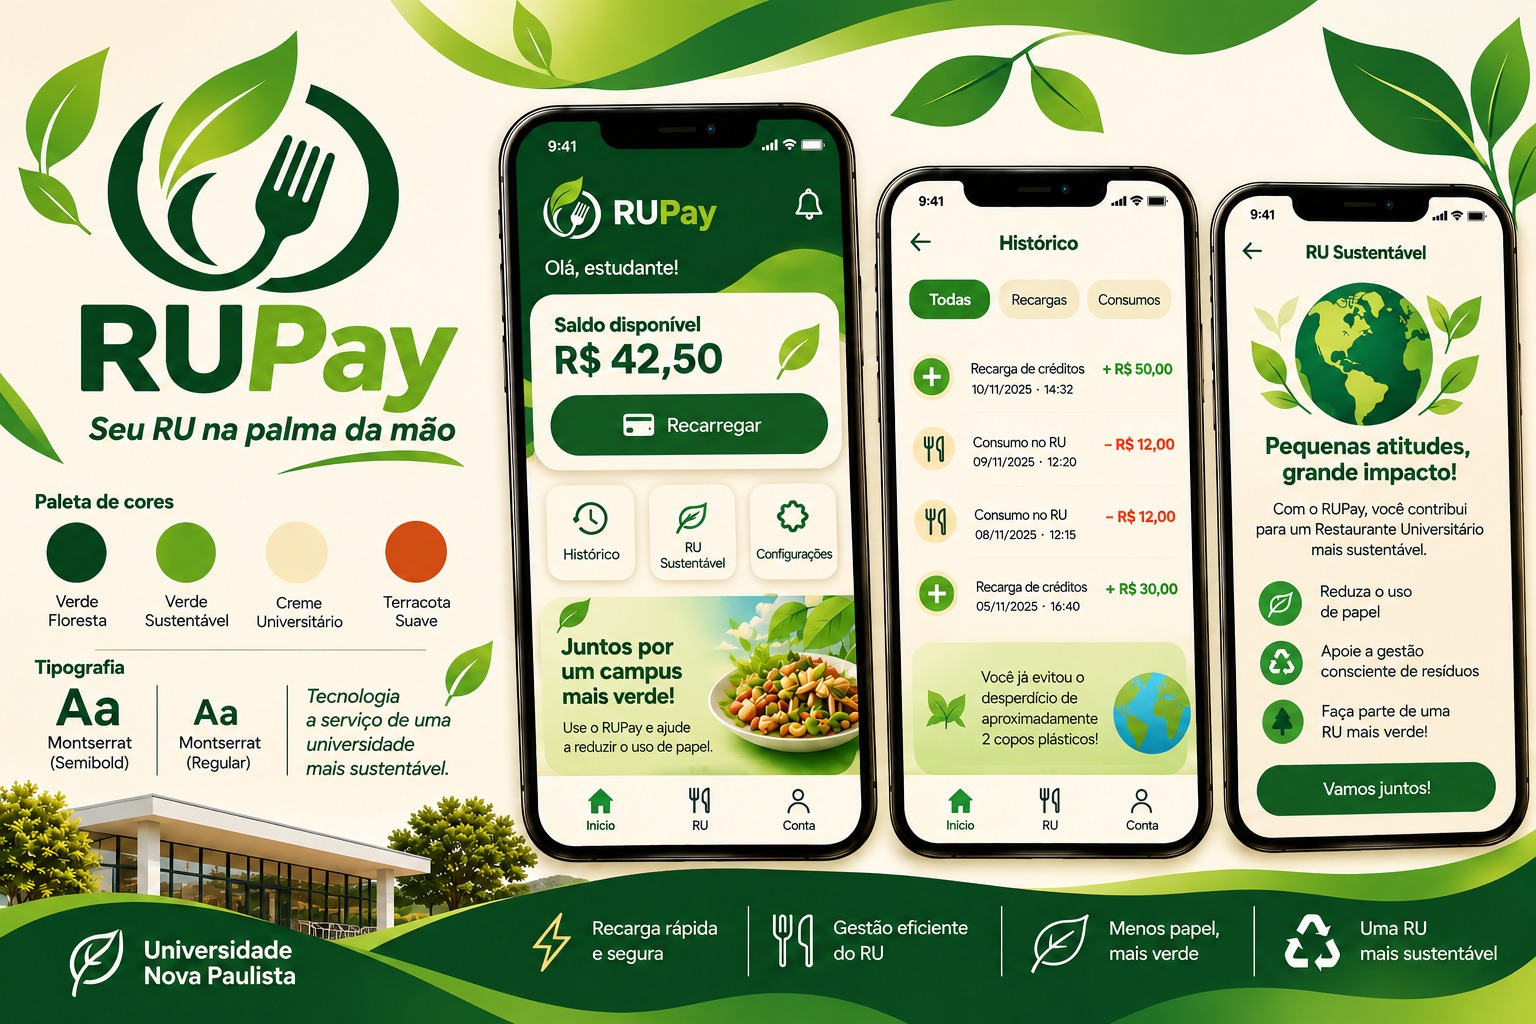 RUPay
Seu RU na palma da mão
Paleta de cores
Verde
Floresta
Verde
Sustentável
Creme
Universitário
Terracota
Suave
Tipografia
Aa
Montserrat
(Semibold)
Aa
Montserrat
(Regular)
Tecnologia
a serviço de uma
universidade
mais sustentável.
9:41
RUPay
Olá, estudante!
Saldo disponível
R$ 42,50
Recarregar
Histórico
RU
Sustentável
Configurações
Juntos por
um campus
mais verde!
Use o RUPay e ajude
a reduzir o uso de papel.
Inicio
RU
Conta
9:41
Histórico
Todas
Recargas
Consumos
Recarga de créditos
10/11/2025 · 14:32
+ R$ 50,00
Consumo no RU
09/11/2025 · 12:20
− R$ 12,00
Consumo no RU
08/11/2025 · 12:15
− R$ 12,00
Recarga de créditos
05/11/2025 · 16:40
+ R$ 30,00
Você já evitou o
desperdício de
aproximadamente
2 copos plásticos!
Inicio
RU
Conta
9:41
RU Sustentável
Pequenas atitudes,
grande impacto!
Com o RUPay, você contribui
para um Restaurante Universitário
mais sustentável.
Reduza o uso
de papel
Apoie a gestão
consciente de resíduos
Faça parte de uma
RU mais verde!
Vamos juntos!
Universidade
Nova Paulista
Recarga rápida
e segura
Gestão eficiente
do RU
Menos papel,
mais verde
Uma RU
mais sustentável